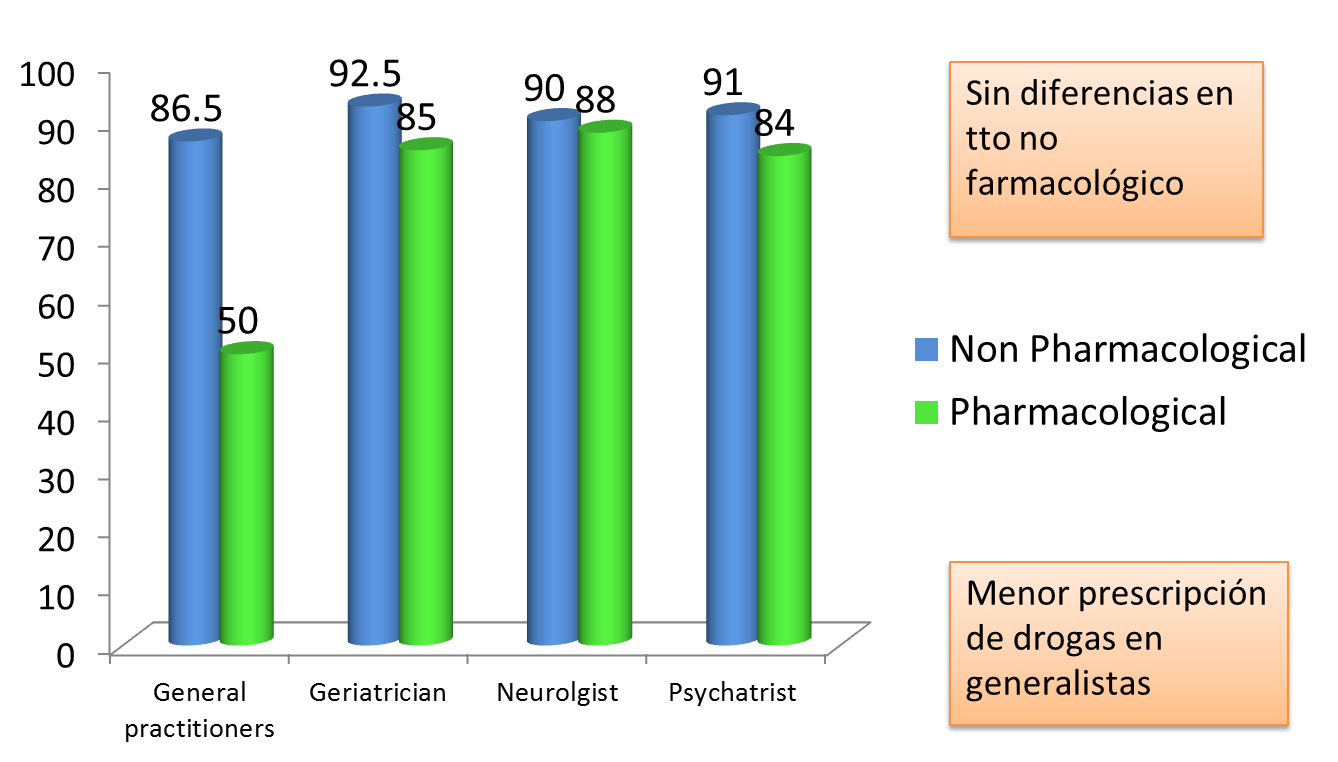 100
90
80
70
60
50
40
30
20
10
0
86.5
50
92.5
85
90
88
91
84
General
practitioners
Geriatrician
Neurolgist
Psychatrist
Sin diferencias en
tto no
farmacológico
Non Pharmacological
Pharmacological
Menor prescripción
de drogas en
generalistas